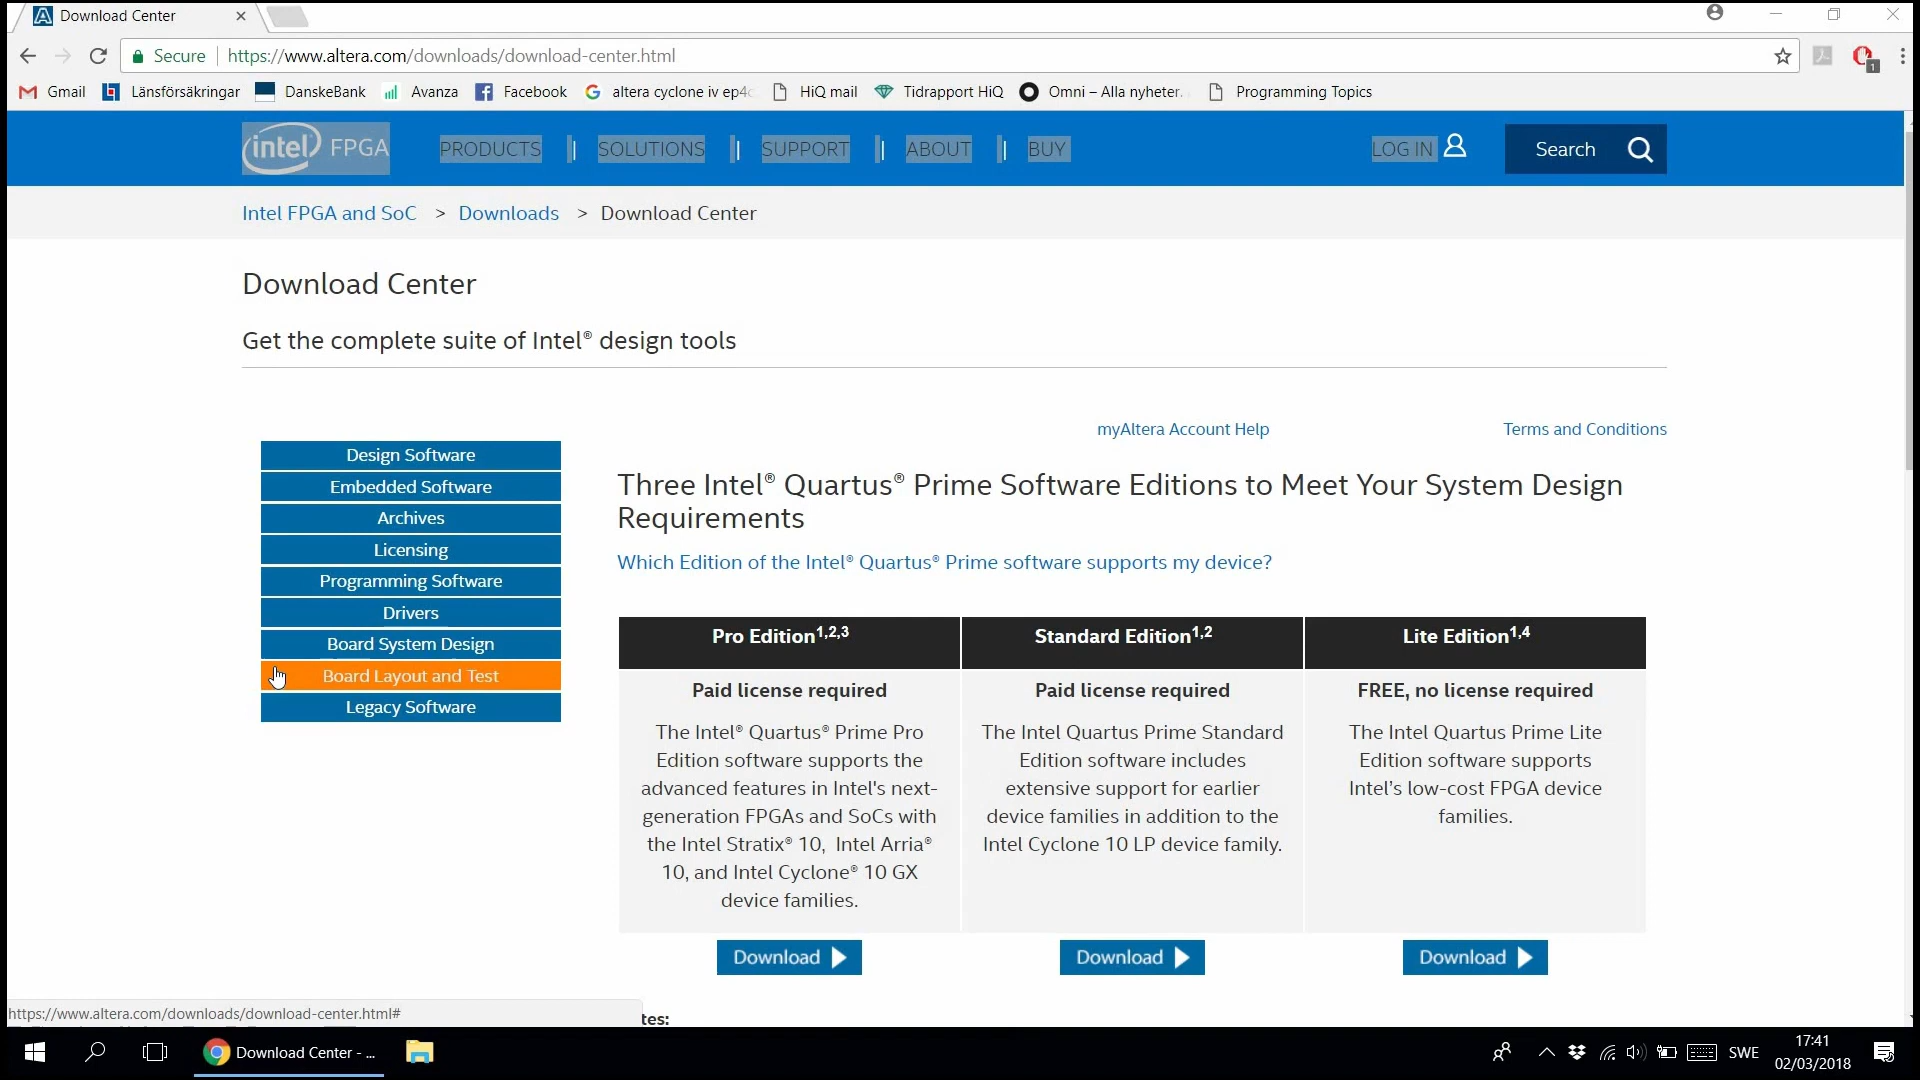 Download Center
Secure
https://www.altera.com/downloads/download-center.html
1
Gmail
Länsförsäkringar
DanskeBank
Avanza
Facebook
altera cyclone iv ep4c
HiQ mail
Tidrapport HiQ
Omni – Alla nyheter
Programming Topics
intel FPGA
PRODUCTS | SOLUTIONS | SUPPORT | ABOUT | BUY
LOG IN
Search
Intel FPGA and SoC > Downloads > Download Center
Download Center
Get the complete suite of Intel® design tools
myAltera Account Help
Terms and Conditions
Design Software
Embedded Software
Archives
Licensing
Programming Software
Drivers
Board System Design
Board Layout and Test
Legacy Software
Three Intel® Quartus® Prime Software Editions to Meet Your System Design
Requirements
Which Edition of the Intel® Quartus® Prime software supports my device?
Pro Edition1,2,3
Paid license required
The Intel® Quartus® Prime Pro
Edition software supports the
advanced features in Intel's next-
generation FPGAs and SoCs with
the Intel Stratix® 10, Intel Arria®
10, and Intel Cyclone® 10 GX
device families.
Download
Standard Edition1,2
Paid license required
The Intel Quartus Prime Standard
Edition software includes
extensive support for earlier
device families in addition to the
Intel Cyclone 10 LP device family.
Download
Lite Edition1,4
FREE, no license required
The Intel Quartus Prime Lite
Edition software supports
Intel’s low-cost FPGA device
families.
Download
https://www.altera.com/downloads/download-center.html#
tes:
Download Center - ...
SWE
17:41
02/03/2018